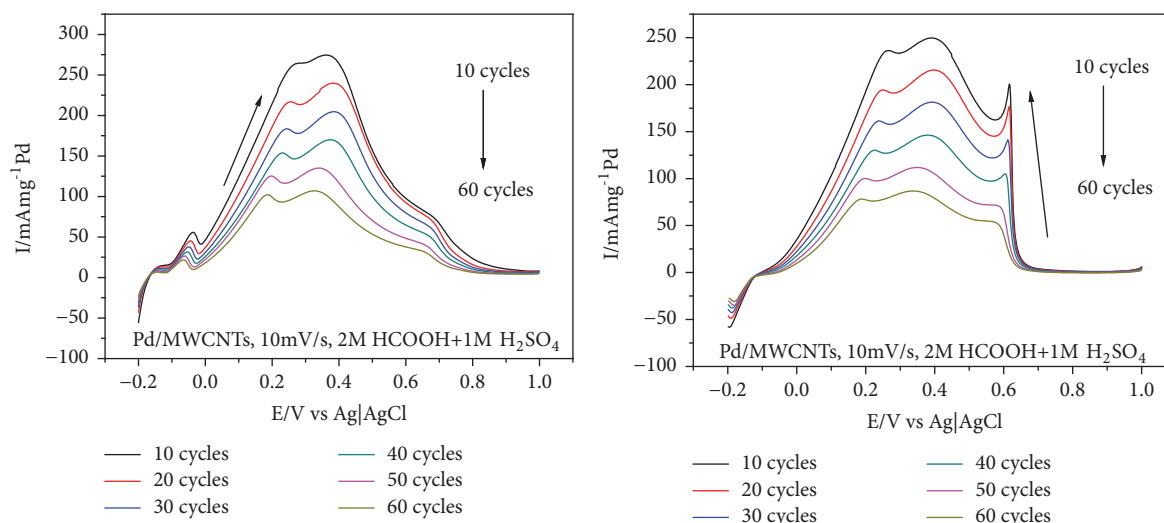 300
250
200
150
100
50
0
−50
−100
I/mAmg⁻¹Pd
10 cycles
60 cycles
Pd/MWCNTs, 10mV/s, 2M HCOOH+1M H₂SO₄
−0.2 0.0 0.2 0.4 0.6 0.8 1.0
E/V vs Ag|AgCl
10 cycles
20 cycles
30 cycles
40 cycles
50 cycles
60 cycles
250
200
150
100
50
0
−50
−100
I/mAmg⁻¹Pd
10 cycles
60 cycles
Pd/MWCNTs, 10mV/s, 2M HCOOH+1M H₂SO₄
−0.2 0.0 0.2 0.4 0.6 0.8 1.0
E/V vs Ag|AgCl
10 cycles
20 cycles
30 cycles
40 cycles
50 cycles
60 cycles